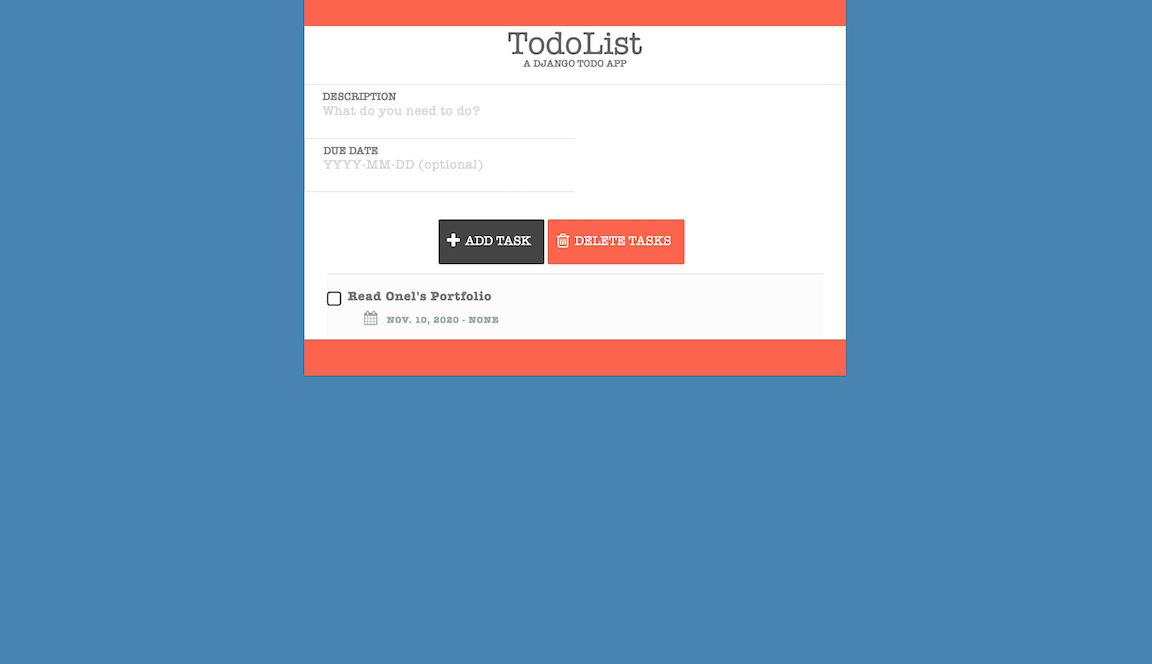 TodoList
A DJANGO TODO APP
DESCRIPTION
What do you need to do?
DUE DATE
YYYY-MM-DD (optional)
ADD TASK DELETE TASKS
Read Onel's Portfolio
NOV. 10, 2020 - NONE